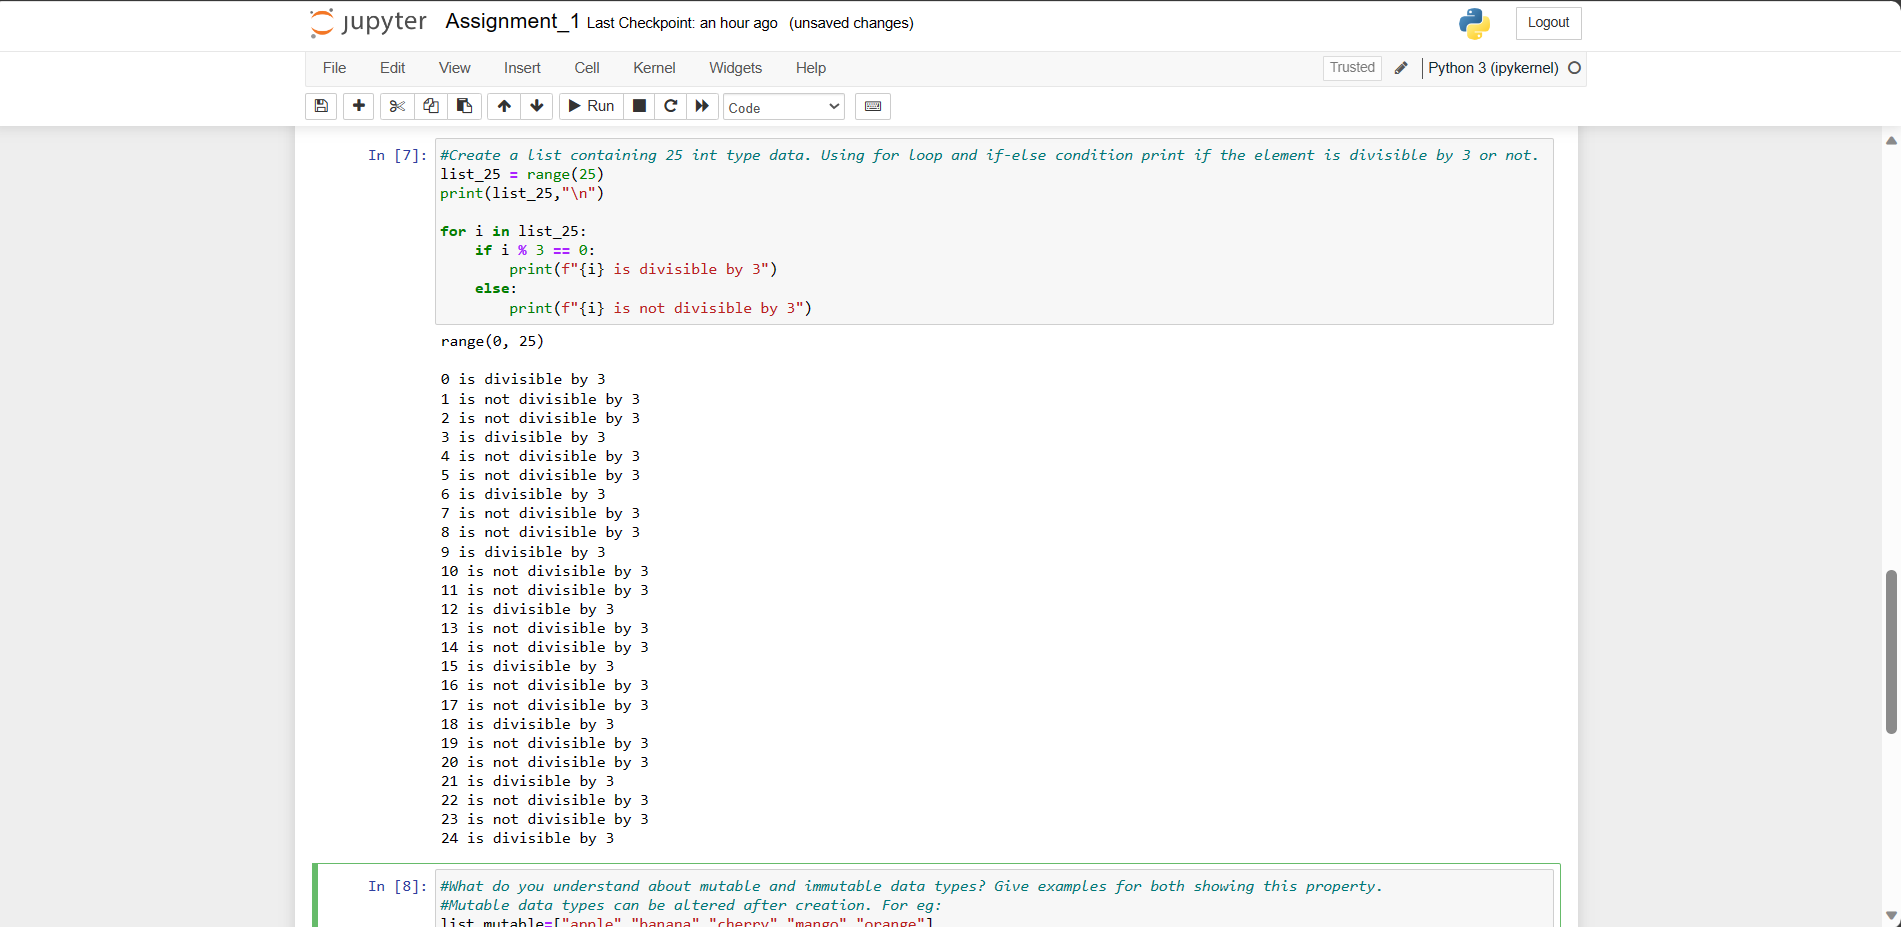 jupyter Assignment_1 Last Checkpoint: an hour ago (unsaved changes) Logout
File Edit View Insert Cell Kernel Widgets Help Trusted Python 3 (ipykernel)
Run Code
In [7]: #Create a list containing 25 int type data. Using for loop and if-else condition print if the element is divisible by 3 or not.
list_25 = range(25)
print(list_25,"\n")
for i in list_25:
    if i % 3 == 0:
        print(f"{i} is divisible by 3")
    else:
        print(f"{i} is not divisible by 3")
range(0, 25)
0 is divisible by 3
1 is not divisible by 3
2 is not divisible by 3
3 is divisible by 3
4 is not divisible by 3
5 is not divisible by 3
6 is divisible by 3
7 is not divisible by 3
8 is not divisible by 3
9 is divisible by 3
10 is not divisible by 3
11 is not divisible by 3
12 is divisible by 3
13 is not divisible by 3
14 is not divisible by 3
15 is divisible by 3
16 is not divisible by 3
17 is not divisible by 3
18 is divisible by 3
19 is not divisible by 3
20 is not divisible by 3
21 is divisible by 3
22 is not divisible by 3
23 is not divisible by 3
24 is divisible by 3
In [8]: #What do you understand about mutable and immutable data types? Give examples for both showing this property.
#Mutable data types can be altered after creation. For eg:
list_mutable=["apple","banana","cherry","mango","orange"]